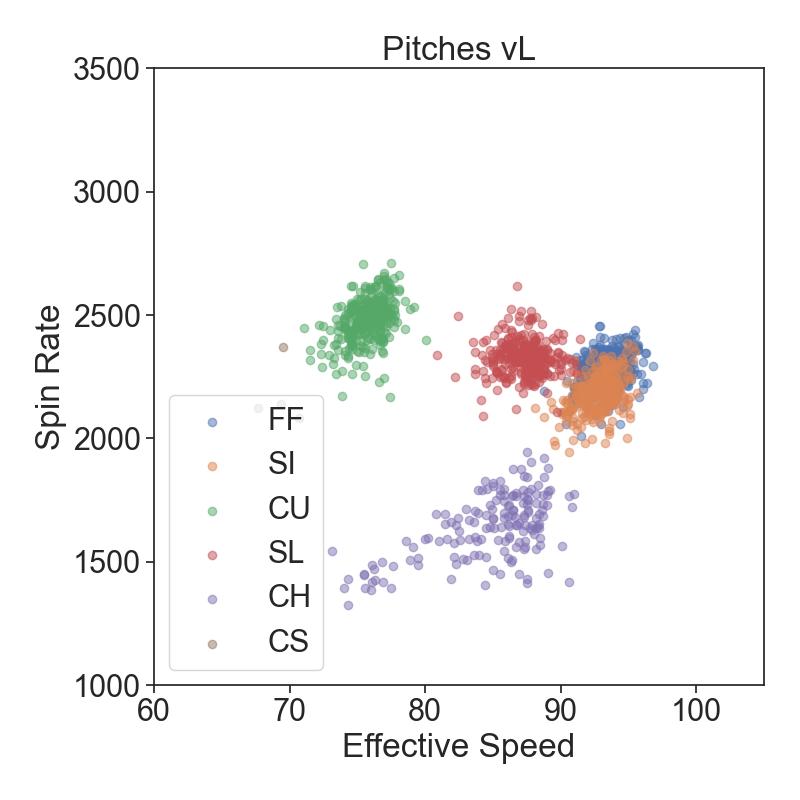 Pitches vL
3500
3000
2500
2000
1500
1000
Spin Rate
FF
SI
CU
SL
CH
CS
60 70 80 90 100
Effective Speed